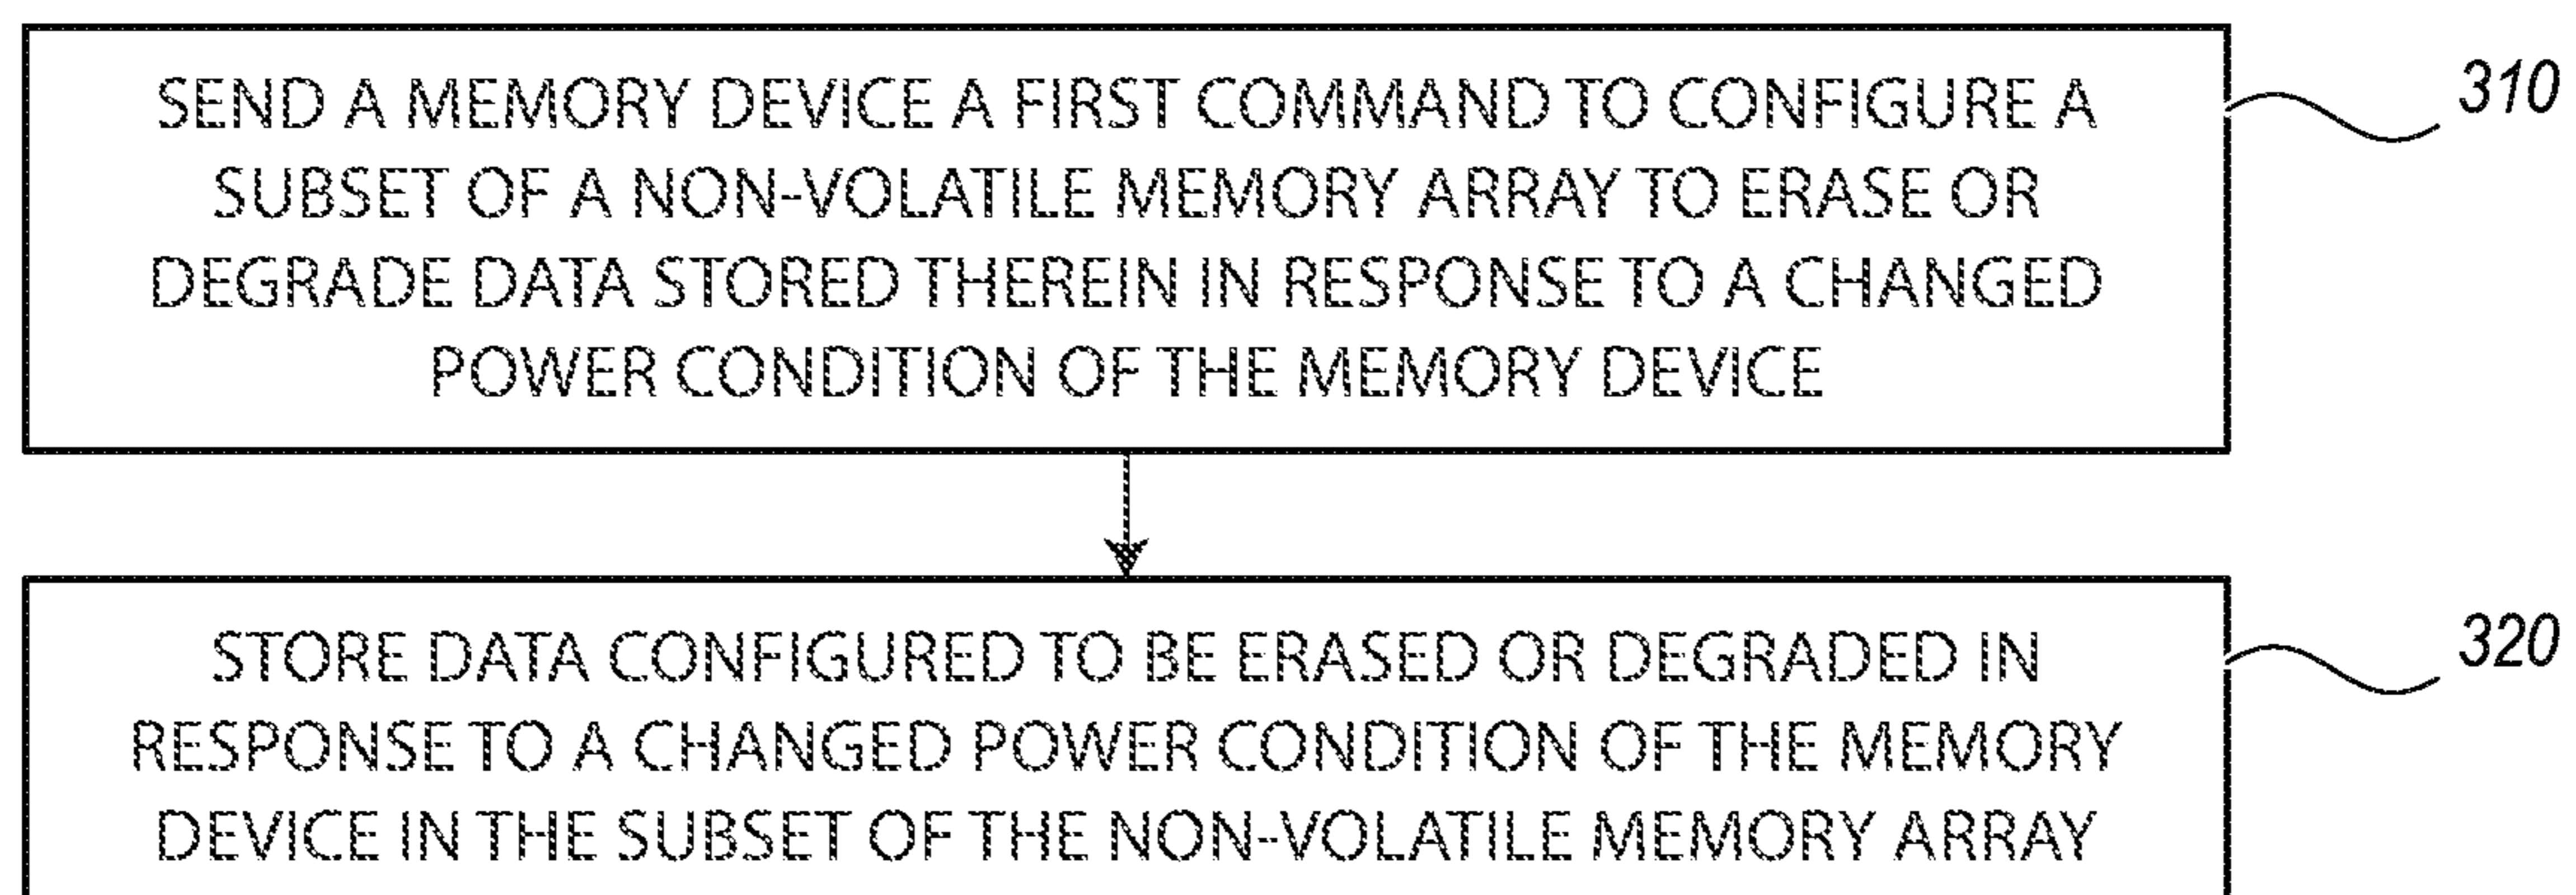 SEND A MEMORY DEVICE A FIRST COMMAND TO CONFIGURE A
SUBSET OF A NON-VOLATILE MEMORY ARRAY TO ERASE OR
DEGRADE DATA STORED THEREIN IN RESPONSE TO A CHANGED
POWER CONDITION OF THE MEMORY DEVICE
310
STORE DATA CONFIGURED TO BE ERASED OR DEGRADED IN
RESPONSE TO A CHANGED POWER CONDITION OF THE MEMORY
DEVICE IN THE SUBSET OF THE NON-VOLATILE MEMORY ARRAY
320